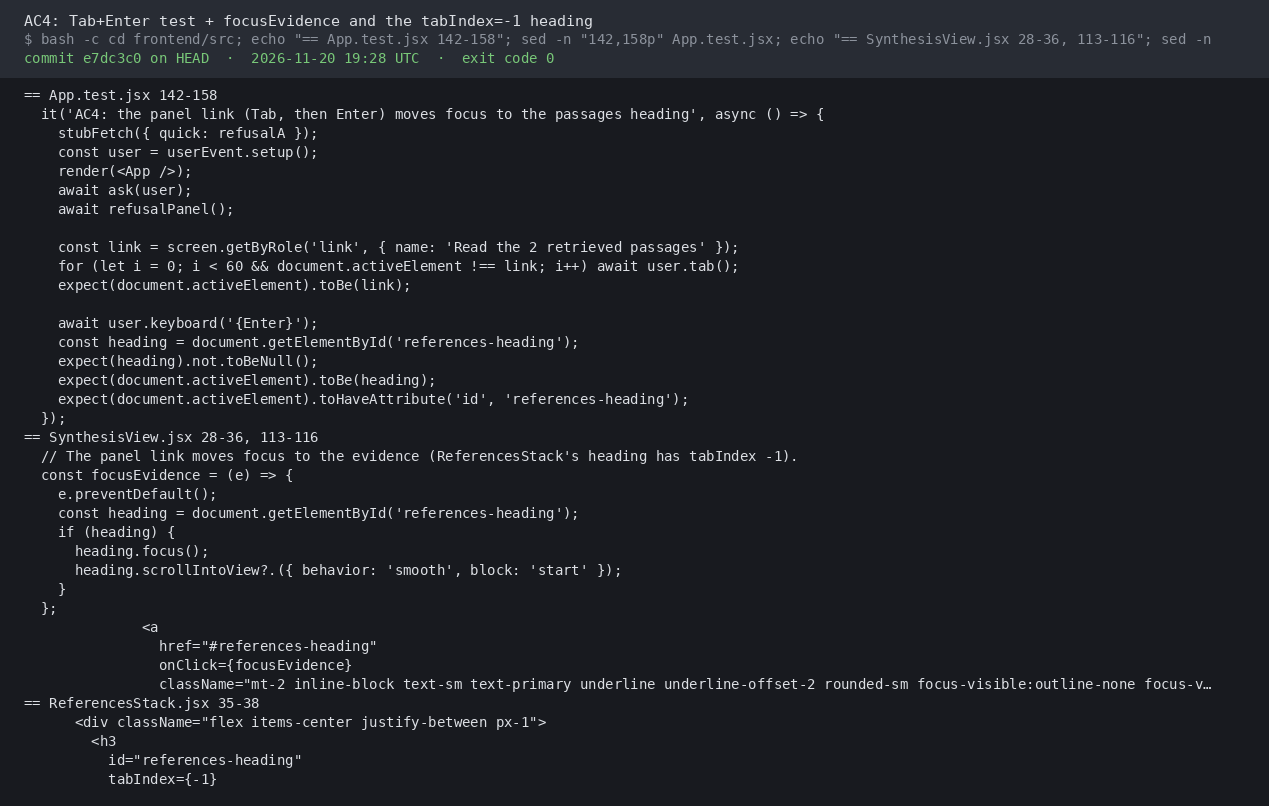 AC4: Tab+Enter test + focusEvidence and the tabIndex=-1 heading
$ bash -c cd frontend/src; echo "== App.test.jsx 142-158"; sed -n "142,158p" App.test.jsx; echo "== SynthesisView.jsx 28-36, 113-116"; sed -n
commit e7dc3c0 on HEAD · 2026-11-20 19:28 UTC · exit code 0
== App.test.jsx 142-158
  it('AC4: the panel link (Tab, then Enter) moves focus to the passages heading', async () => {
    stubFetch({ quick: refusalA });
    const user = userEvent.setup();
    render(<App />);
    await ask(user);
    await refusalPanel();

    const link = screen.getByRole('link', { name: 'Read the 2 retrieved passages' });
    for (let i = 0; i < 60 && document.activeElement !== link; i++) await user.tab();
    expect(document.activeElement).toBe(link);

    await user.keyboard('{Enter}');
    const heading = document.getElementById('references-heading');
    expect(heading).not.toBeNull();
    expect(document.activeElement).toBe(heading);
    expect(document.activeElement).toHaveAttribute('id', 'references-heading');
  });
== SynthesisView.jsx 28-36, 113-116
  // The panel link moves focus to the evidence (ReferencesStack's heading has tabIndex -1).
  const focusEvidence = (e) => {
    e.preventDefault();
    const heading = document.getElementById('references-heading');
    if (heading) {
      heading.focus();
      heading.scrollIntoView?.({ behavior: 'smooth', block: 'start' });
    }
  };
              <a
                href="#references-heading"
                onClick={focusEvidence}
                className="mt-2 inline-block text-sm text-primary underline underline-offset-2 rounded-sm focus-visible:outline-none focus-v…
== ReferencesStack.jsx 35-38
      <div className="flex items-center justify-between px-1">
        <h3
          id="references-heading"
          tabIndex={-1}